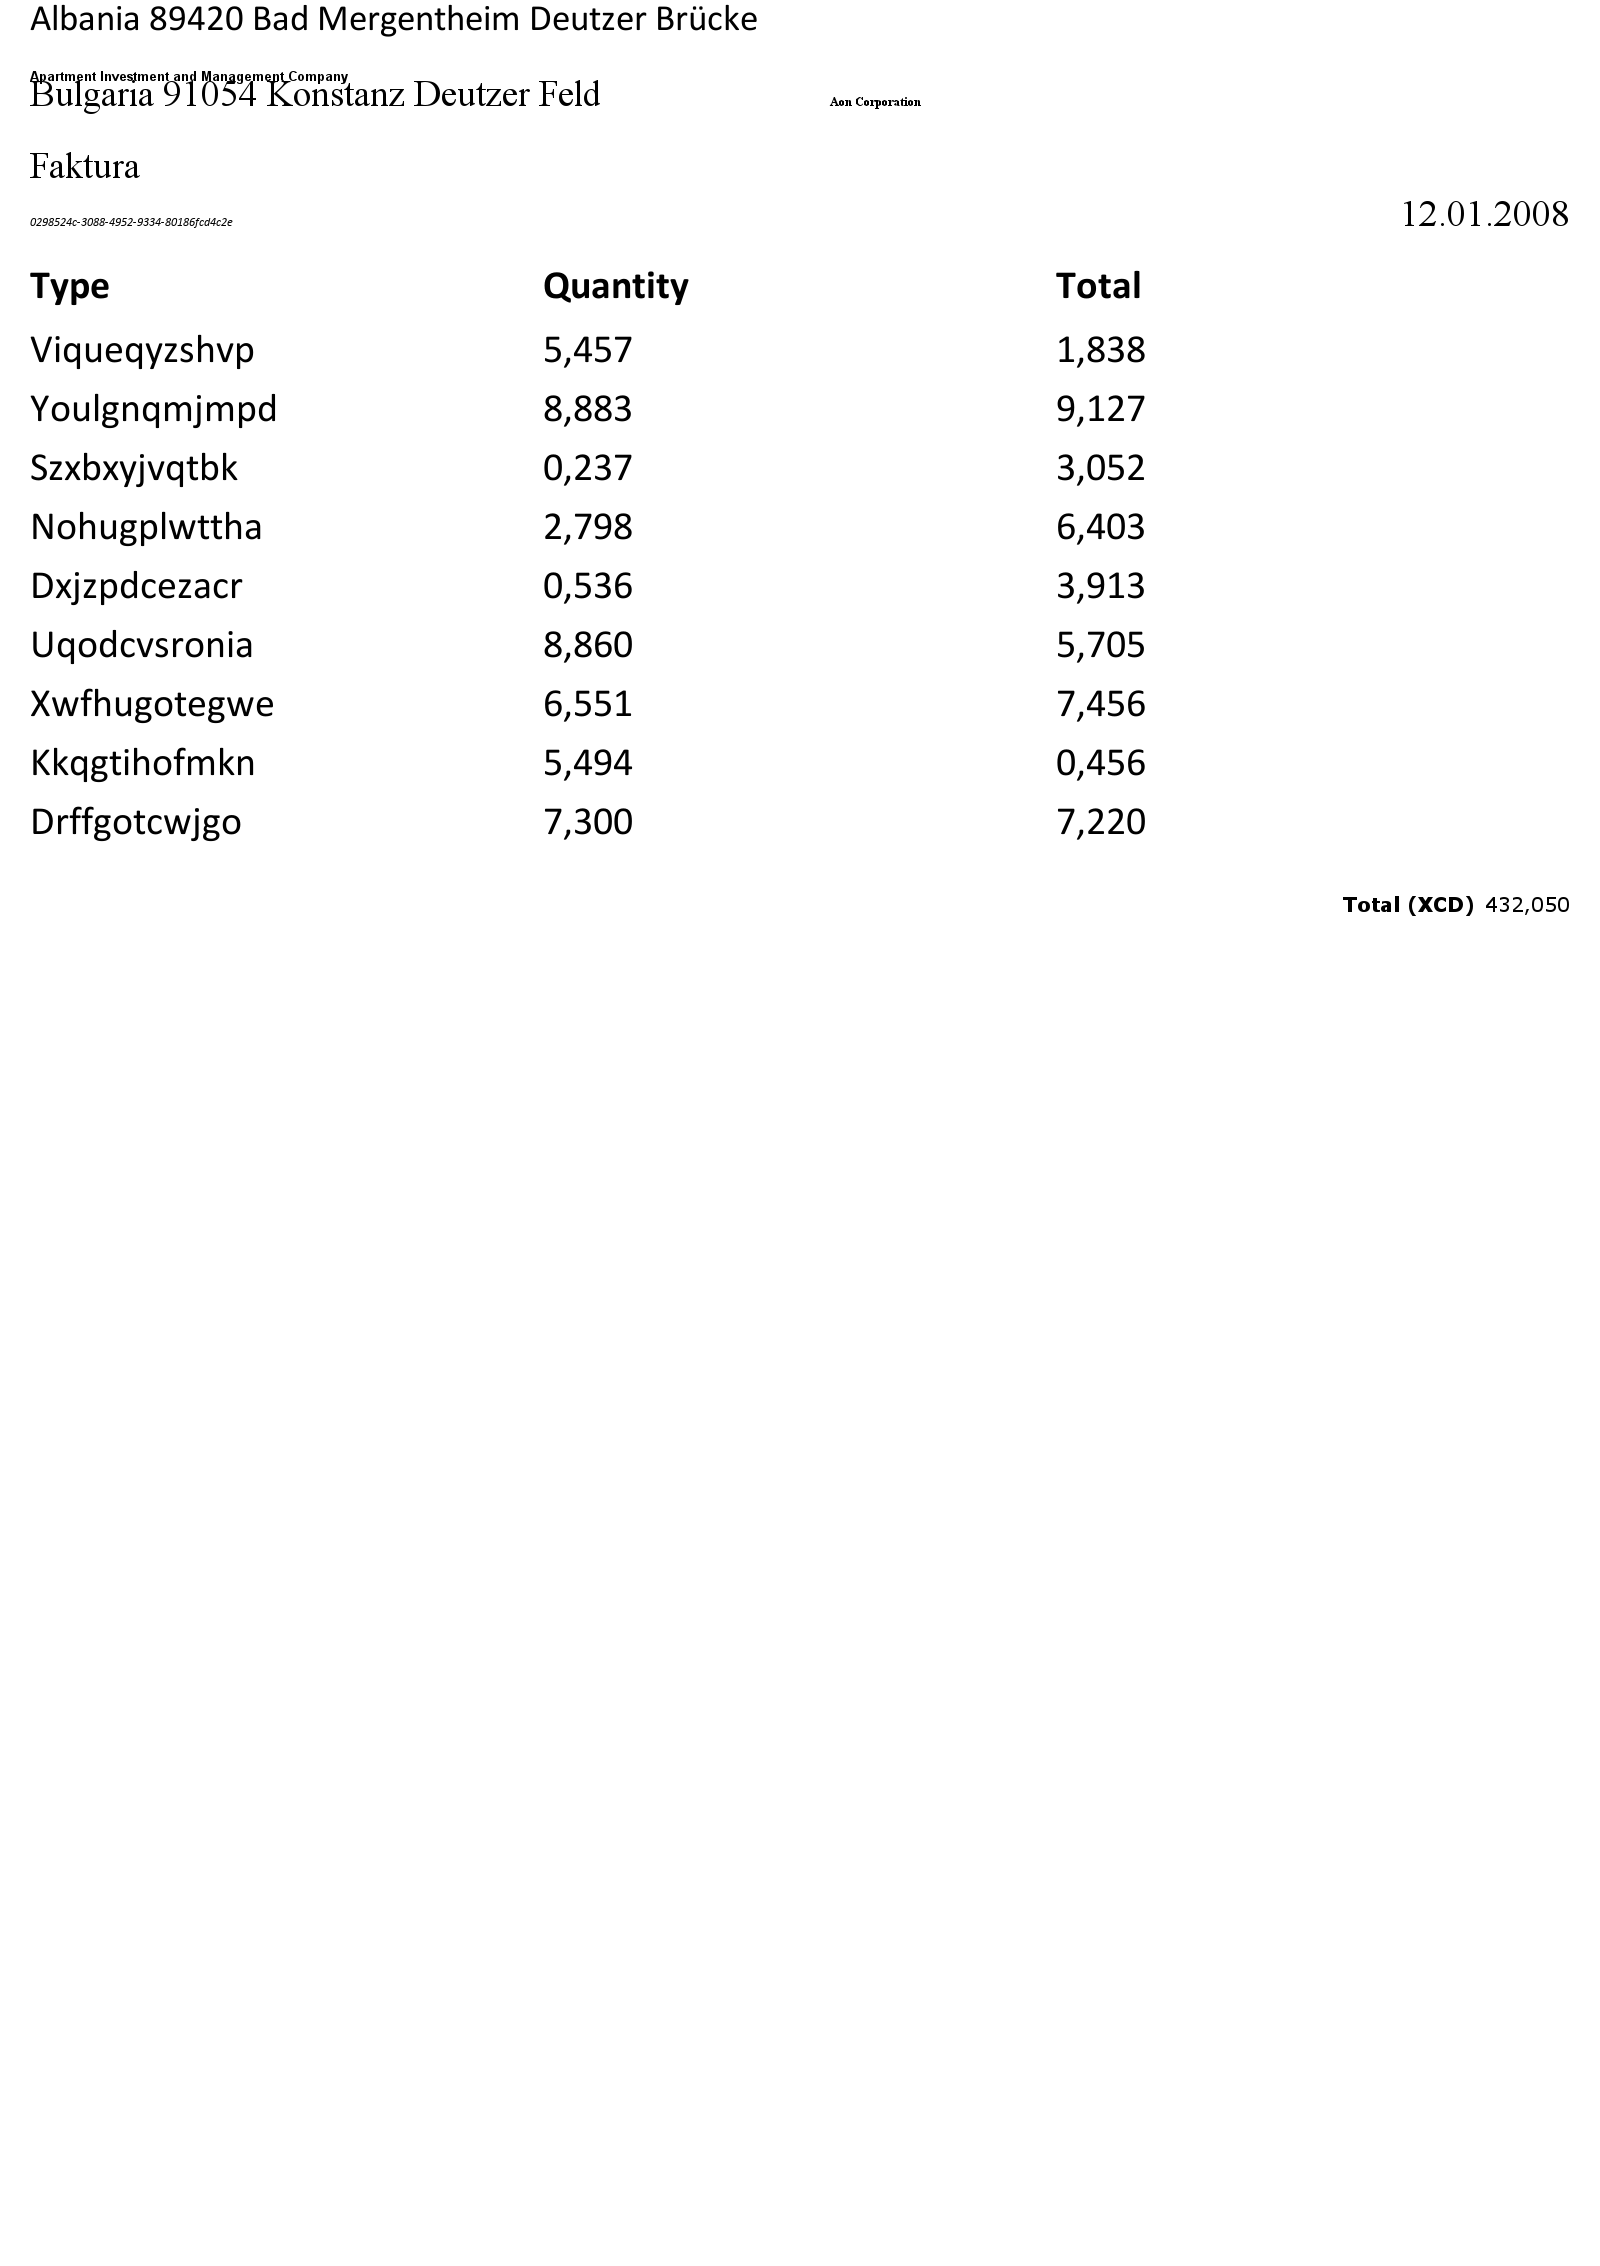 Albania 89420 Bad Mergentheim Deutzer Brücke
Apartment Investment and Management Company
Bulgaria 91054 Konstanz Deutzer Feld Aon Corporation
Faktura
0298524c-3088-4952-9334-80186fcd4c2e 12.01.2008
Type Quantity Total
Viqueqyzshvp 5,457 1,838
Youlgnqmjmpd 8,883 9,127
Szxbxyjvqtbk 0,237 3,052
Nohugplwttha 2,798 6,403
Dxjzpdcezacr 0,536 3,913
Uqodcvsronia 8,860 5,705
Xwfhugotegwe 6,551 7,456
Kkqgtihofmkn 5,494 0,456
Drffgotcwjgo 7,300 7,220
Total (XCD) 432,050